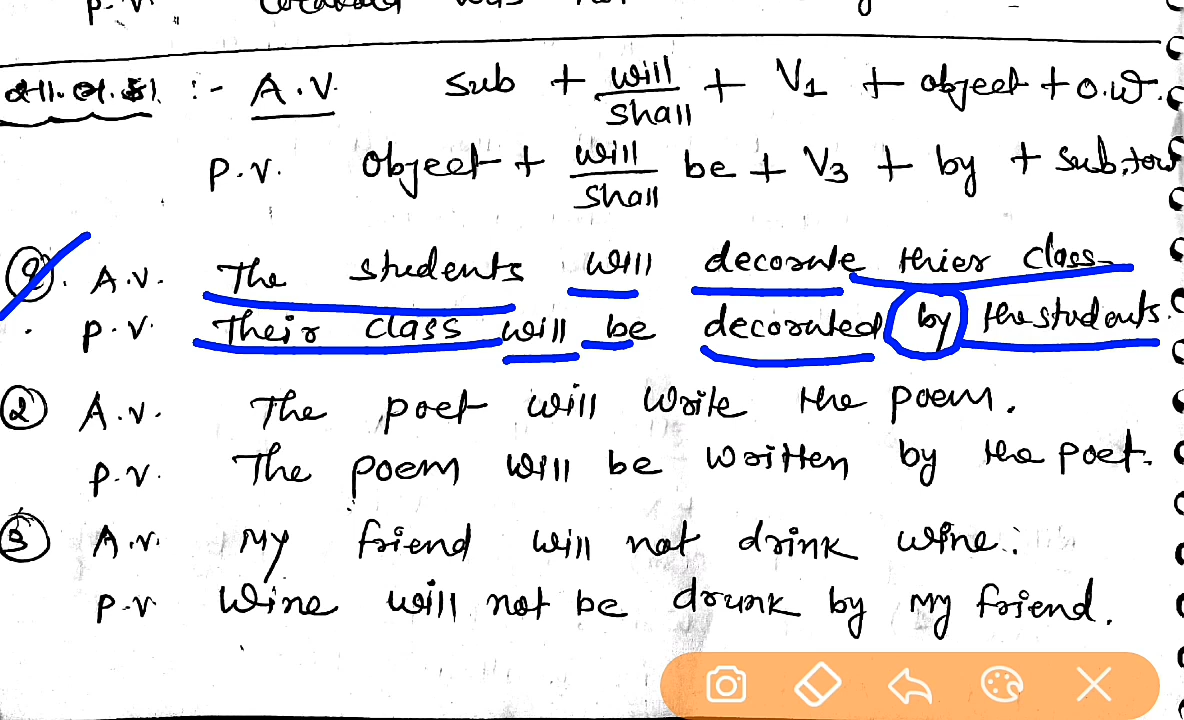 :- A.V. Sub + will/shall + V1 + object + o.w.
P.V. Object + will/shall be + V3 + by + Sub. + ow
A.V. The students will decorate thier class.
P.V. Their class will be decorated by the students.
② A.V. The poet will write the poem.
P.V. The poem will be written by the poet.
③ A.V. My friend will not drink wine.
P.V. Wine will not be drunk by my friend.